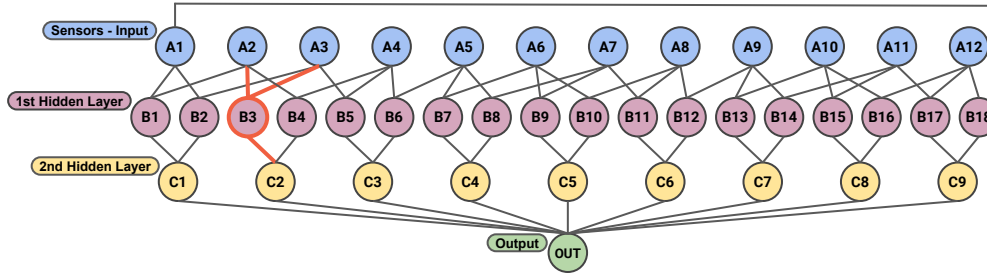 Sensors - Input
A1 A2 A3 A4 A5 A6 A7 A8 A9 A10 A11 A12
1st Hidden Layer
B1 B2 B3 B4 B5 B6 B7 B8 B9 B10 B11 B12 B13 B14 B15 B16 B17 B18
2nd Hidden Layer
C1 C2 C3 C4 C5 C6 C7 C8 C9
Output
OUT